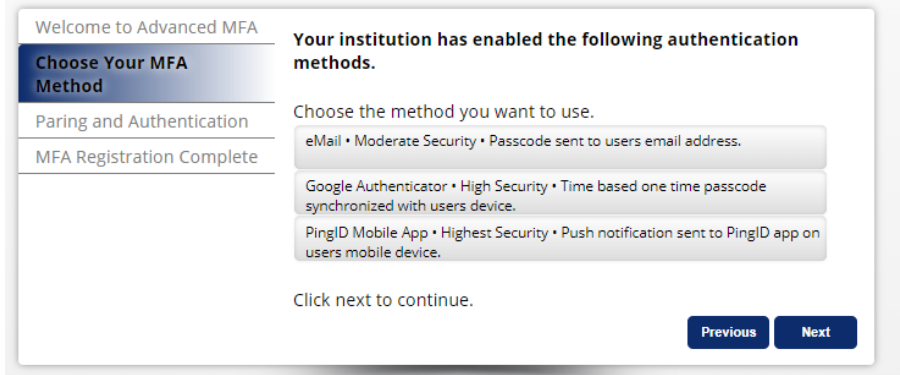 Welcome to Advanced MFA
Choose Your MFA
Method
Paring and Authentication
MFA Registration Complete
Your institution has enabled the following authentication
methods.
Choose the method you want to use.
eMail • Moderate Security • Passcode sent to users email address.
Google Authenticator • High Security • Time based one time passcode
synchronized with users device.
PingID Mobile App • Highest Security • Push notification sent to PingID app on
users mobile device.
Click next to continue.
Previous
Next